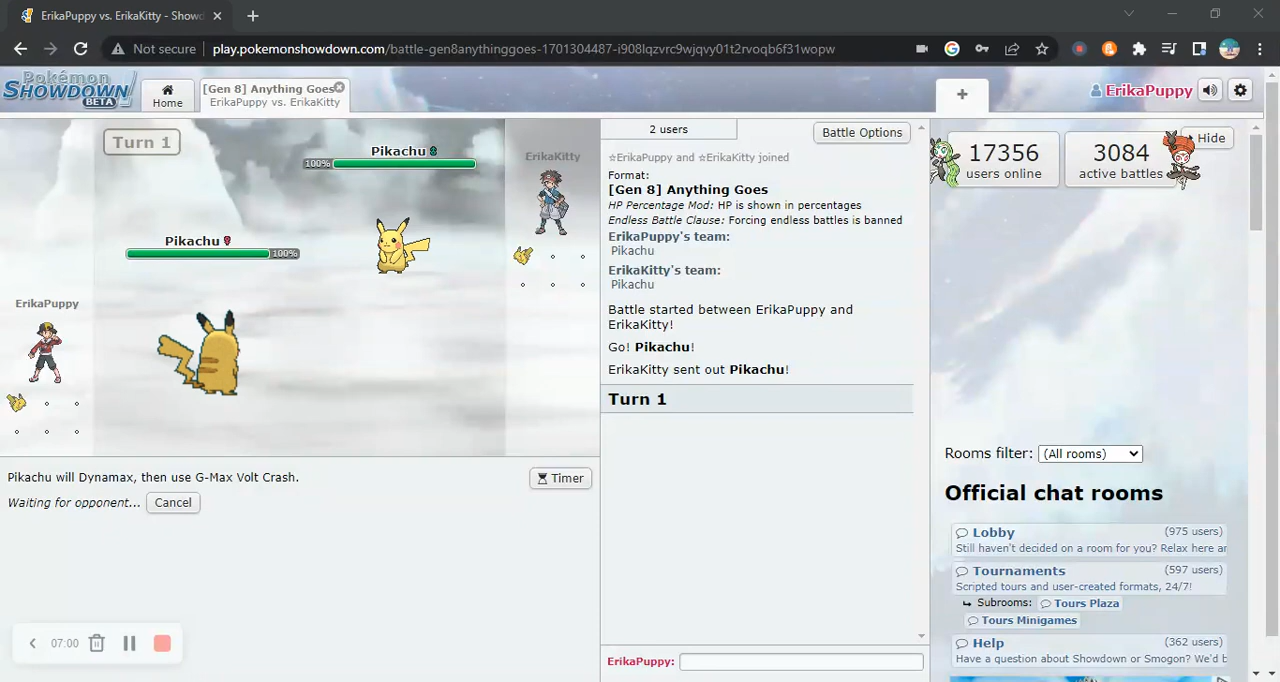 ErikaPuppy vs. ErikaKitty - Showd
Not secure
play.pokemonshowdown.com/battle-gen8anythinggoes-1701304487-i908lqzvrc9wjqvy01t2rvoqb6f31wopw
Pokémon
SHOWDOWN
BETA
Home
[Gen 8] Anything Goes
ErikaPuppy vs. ErikaKitty
+
ErikaPuppy
Turn 1
Pikachu
100%
Pikachu
100%
ErikaKitty
ErikaPuppy
2 users
Battle Options
☆ErikaPuppy and ☆ErikaKitty joined
Format:
[Gen 8] Anything Goes
HP Percentage Mod: HP is shown in percentages
Endless Battle Clause: Forcing endless battles is banned
ErikaPuppy's team:
Pikachu
ErikaKitty's team:
Pikachu
Battle started between ErikaPuppy and
ErikaKitty!
Go! Pikachu!
ErikaKitty sent out Pikachu!
Turn 1
ErikaPuppy:
Pikachu will Dynamax, then use G-Max Volt Crash.
Timer
Waiting for opponent...
Cancel
07:00
17356
users online
3084
active battles
Hide
Rooms filter:
(All rooms)
Official chat rooms
Lobby
(975 users)
Still haven't decided on a room for you? Relax here ar
Tournaments
(597 users)
Scripted tours and user-created formats, 24/7!
Subrooms:
Tours Plaza
Tours Minigames
Help
(362 users)
Have a question about Showdown or Smogon? We'd b